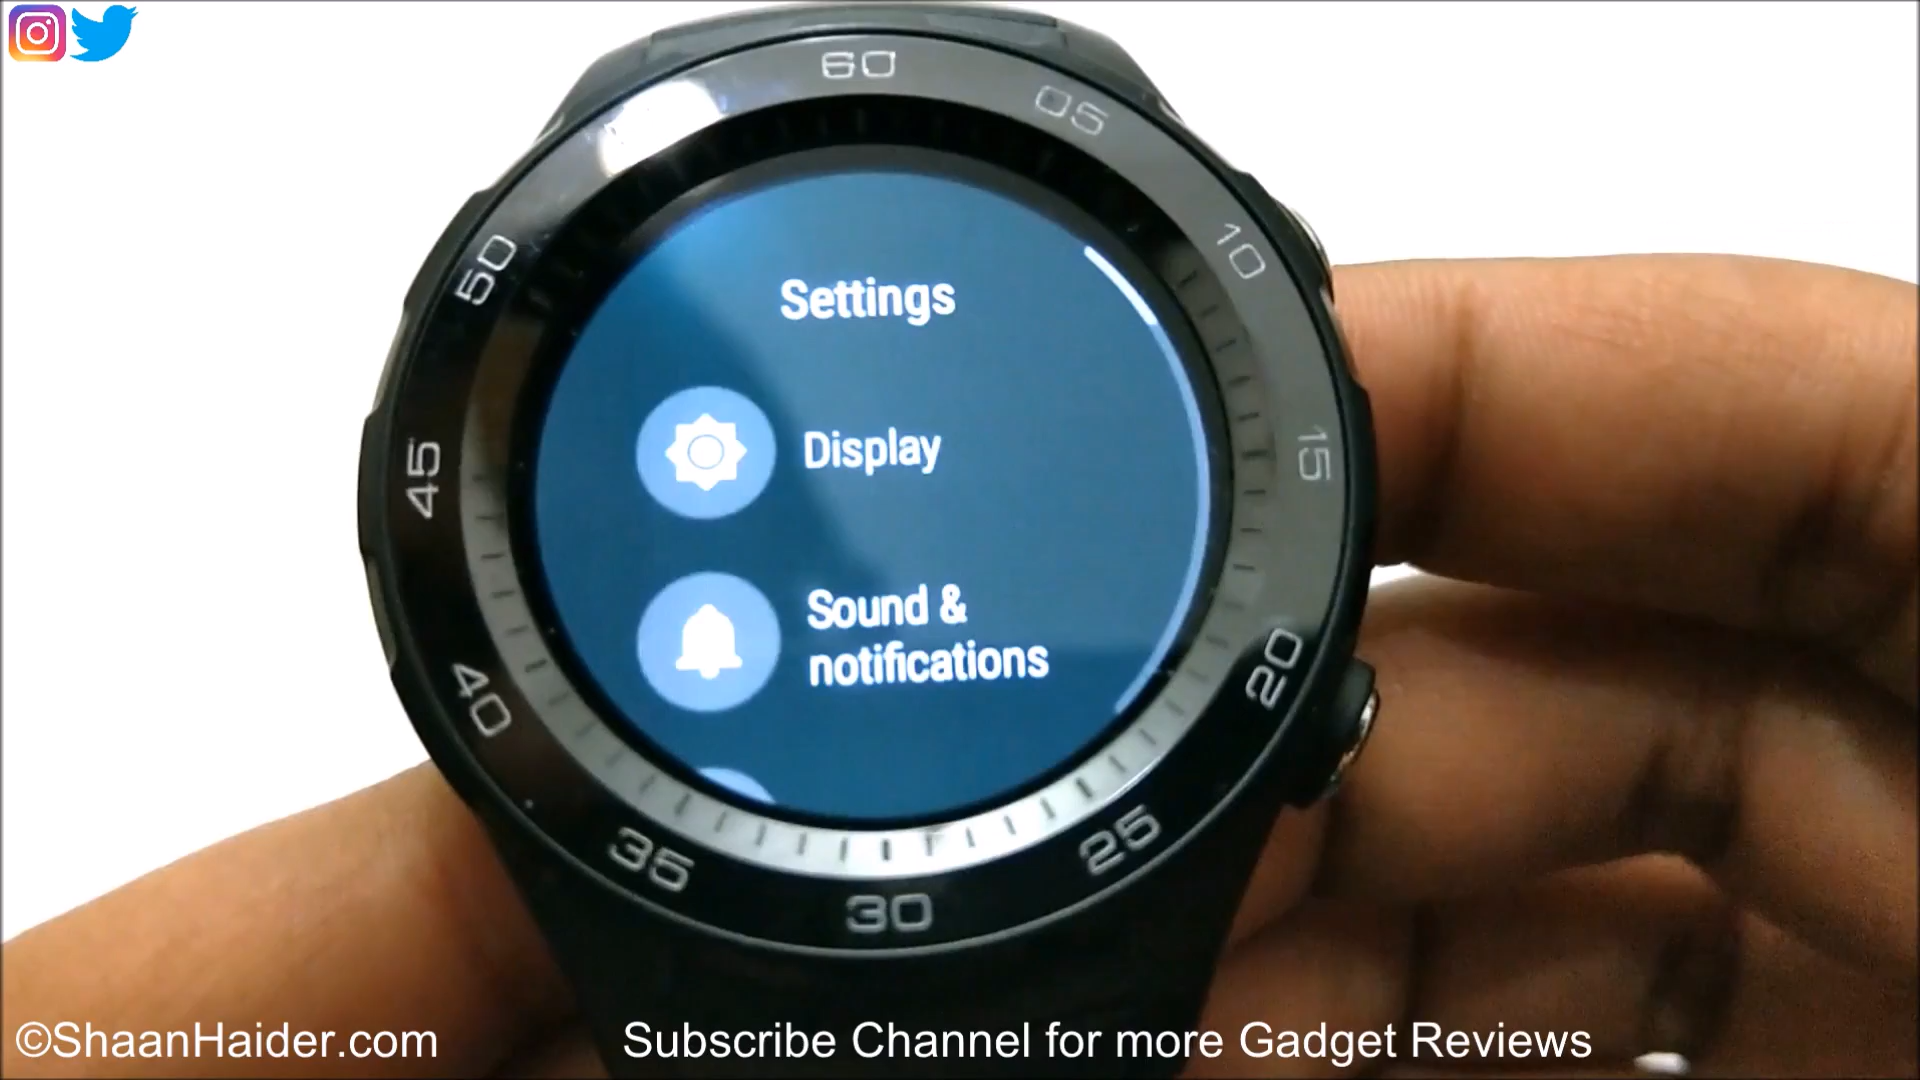 60
05
10
15
20
25
30
35
40
45
50
Settings
Display
Sound &
notifications
©ShaanHaider.com
Subscribe Channel for more Gadget Reviews